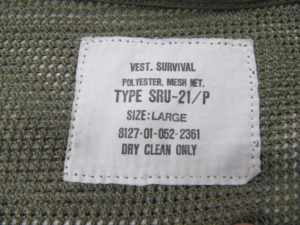 VEST, SURVIVAL
POLYESTER, MESH NET.
TYPE SRU-21/P
SIZE: LARGE
8127-01-052-2361
DRY CLEAN ONLY